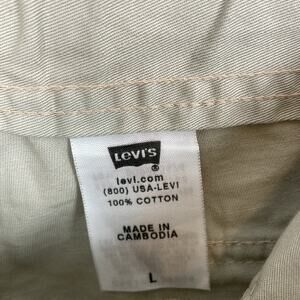 LEVI'S
®
levi.com
(800) USA-LEVI
100% COTTON
MADE IN
CAMBODIA
L